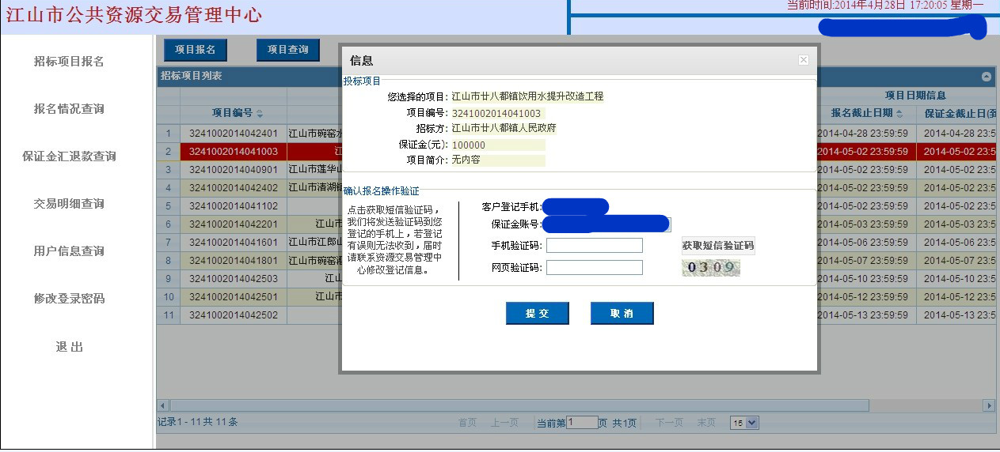 江山市公共资源交易管理中心
当前时间:2014年4月28日 17:20:05 星期一
招标项目报名
报名情况查询
保证金汇退款查询
交易明细查询
用户信息查询
修改登录密码
退 出
项目报名 项目查询
招标项目列表
项目日期信息
项目编号 报名截止日期 保证金截止日(到
1 3241002014042401 江山市碗窑水 2014-04-28 23:59:59 2014-04-28 23:5
2 3241002014041003 江 2014-05-02 23:59:59 2014-05-02 23:5
3 3241002014040901 江山市莲华山 2014-05-02 23:59:59 2014-05-02 23:5
4 3241002014042402 江山市清湖镇 2014-05-02 23:59:59 2014-05-02 23:5
5 3241002014041102 2014-05-02 23:59:59 2014-05-02 23:5
6 3241002014042201 江山市 2014-05-04 23:59:59 2014-05-04 23:5
7 3241002014041601 江山市江郎山 2014-05-06 23:59:59 2014-05-06 23:5
8 3241002014041801 江山市碗窑灌 2014-05-07 23:59:59 2014-05-07 23:5
9 3241002014042503 江山 2014-05-10 23:59:59 2014-05-10 23:5
10 3241002014042501 江山市 2014-05-12 23:59:59 2014-05-12 23:5
11 3241002014042502 2014-05-13 23:59:59 2014-05-13 23:5
信息
投标项目
您选择的项目: 江山市廿八都镇饮用水提升改造工程
项目编号: 3241002014041003
招标方: 江山市廿八都镇人民政府
保证金(元): 100000
项目简介: 无内容
确认报名操作验证
点击获取短信验证码，
我们将发送验证码到您
登记的手机上，若登记
有误则无法收到，届时
请联系资源交易管理中
心修改登记信息。
客户登记手机:
保证金账号:
手机验证码: 获取短信验证码
网页验证码: 0309
提 交 取 消
记录1 - 11 共 11 条 首页 上一页 当前第 1 页 共1页 下一页 末页 15